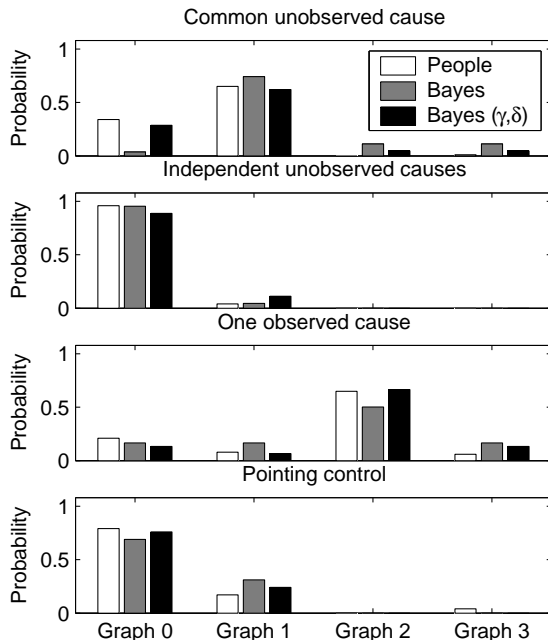 Common unobserved cause
1
0.5
0
Probability
People
Bayes
Bayes (γ,δ)
Independent unobserved causes
1
0.5
0
Probability
One observed cause
1
0.5
0
Probability
Pointing control
1
0.5
0
Probability
Graph 0 Graph 1 Graph 2 Graph 3